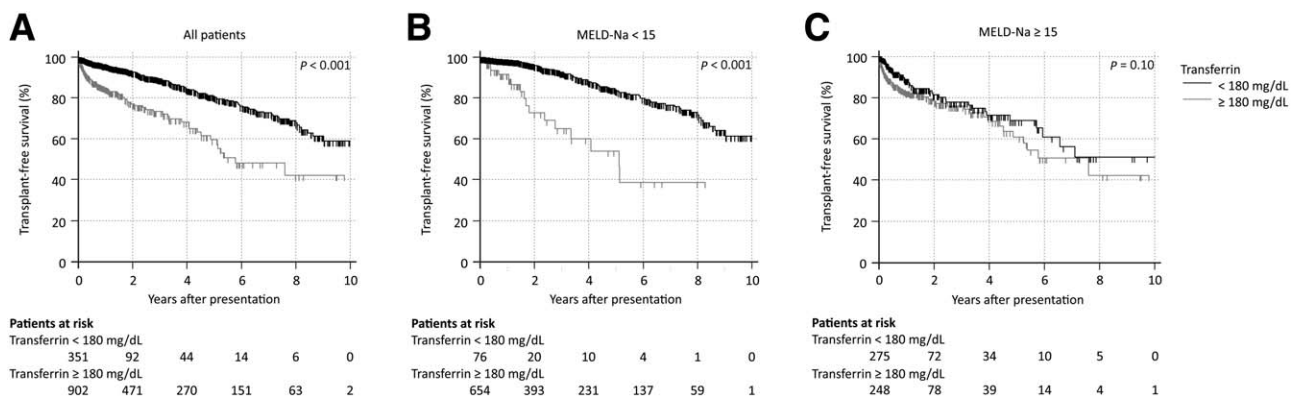 A
All patients
P < 0.001
Transplant-free survival (%)
100
80
60
40
20
0
0 2 4 6 8 10
Years after presentation
Patients at risk
Transferrin < 180 mg/dL
351 92 44 14 6 0
Transferrin ≥ 180 mg/dL
902 471 270 151 63 2
B
MELD-Na < 15
P < 0.001
Transplant-free survival (%)
100
80
60
40
20
0
0 2 4 6 8 10
Years after presentation
Patients at risk
Transferrin < 180 mg/dL
76 20 10 4 1 0
Transferrin ≥ 180 mg/dL
654 393 231 137 59 1
C
MELD-Na ≥ 15
P = 0.10
Transplant-free survival (%)
100
80
60
40
20
0
0 2 4 6 8 10
Years after presentation
Patients at risk
Transferrin < 180 mg/dL
275 72 34 10 5 0
Transferrin ≥ 180 mg/dL
248 78 39 14 4 1
Transferrin
< 180 mg/dL
≥ 180 mg/dL